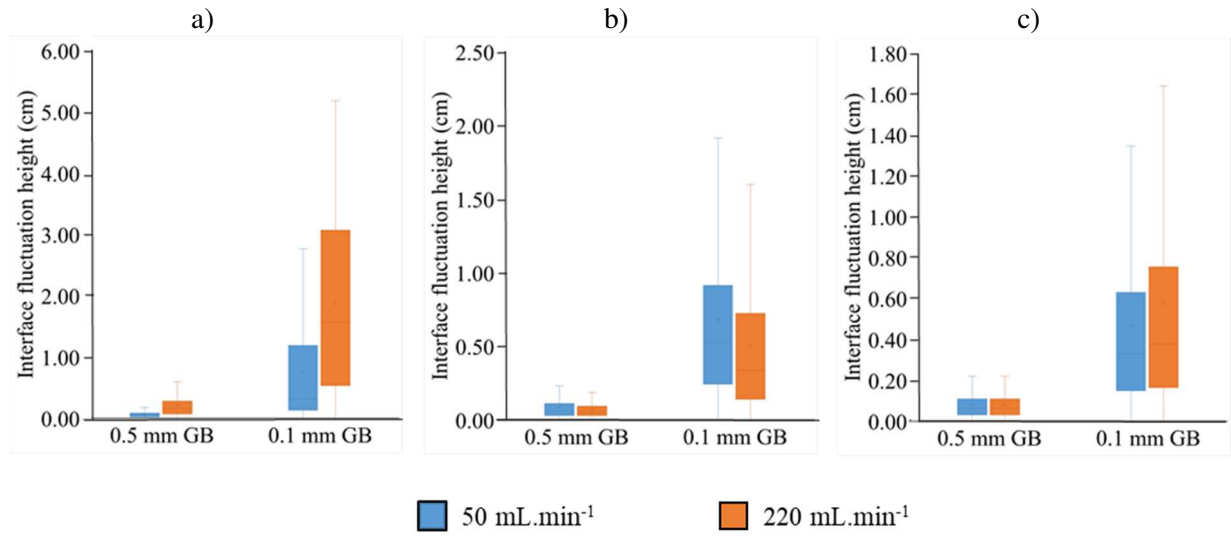 a)
Interface fluctuation height (cm)
6.00
5.00
4.00
3.00
2.00
1.00
0.00
0.5 mm GB
0.1 mm GB
b)
Interface fluctuation height (cm)
2.50
2.00
1.50
1.00
0.50
0.00
0.5 mm GB
0.1 mm GB
c)
Interface fluctuation height (cm)
1.80
1.60
1.40
1.20
1.00
0.80
0.60
0.40
0.20
0.00
0.5 mm GB
0.1 mm GB
50 mL.min⁻¹
220 mL.min⁻¹